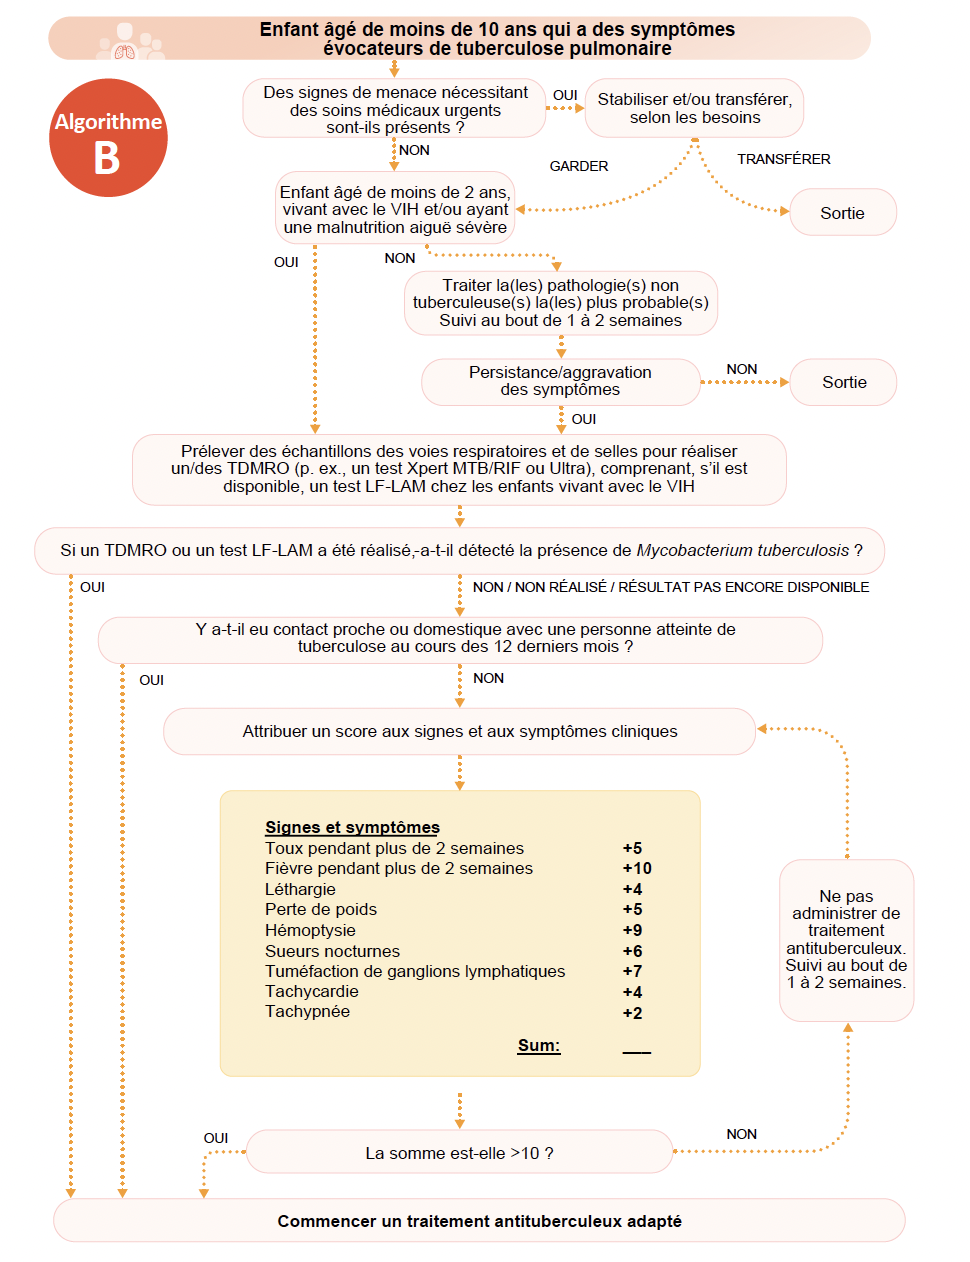 Enfant âgé de moins de 10 ans qui a des symptômes
évocateurs de tuberculose pulmonaire
Algorithme
B
Des signes de menace nécessitant
des soins médicaux urgents
sont-ils présents ?
OUI
Stabiliser et/ou transférer,
selon les besoins
NON
GARDER
TRANSFÉRER
Enfant âgé de moins de 2 ans,
vivant avec le VIH et/ou ayant
une malnutrition aiguë sévère
Sortie
OUI
NON
Traiter la(les) pathologie(s) non
tuberculeuse(s) la(les) plus probable(s)
Suivi au bout de 1 à 2 semaines
Persistance/aggravation
des symptômes
NON
Sortie
OUI
Prélever des échantillons des voies respiratoires et de selles pour réaliser
un/des TDMRO (p. ex., un test Xpert MTB/RIF ou Ultra), comprenant, s'il est
disponible, un test LF-LAM chez les enfants vivant avec le VIH
Si un TDMRO ou un test LF-LAM a été réalisé,-a-t-il détecté la présence de Mycobacterium tuberculosis ?
OUI
NON / NON RÉALISÉ / RÉSULTAT PAS ENCORE DISPONIBLE
Y a-t-il eu contact proche ou domestique avec une personne atteinte de
tuberculose au cours des 12 derniers mois ?
OUI
NON
Attribuer un score aux signes et aux symptômes cliniques
Signes et symptômes
Toux pendant plus de 2 semaines +5
Fièvre pendant plus de 2 semaines +10
Léthargie +4
Perte de poids +5
Hémoptysie +9
Sueurs nocturnes +6
Tuméfaction de ganglions lymphatiques +7
Tachycardie +4
Tachypnée +2
Sum: ___
Ne pas
administrer de
traitement
antituberculeux.
Suivi au bout de
1 à 2 semaines.
OUI
La somme est-elle >10 ?
NON
Commencer un traitement antituberculeux adapté